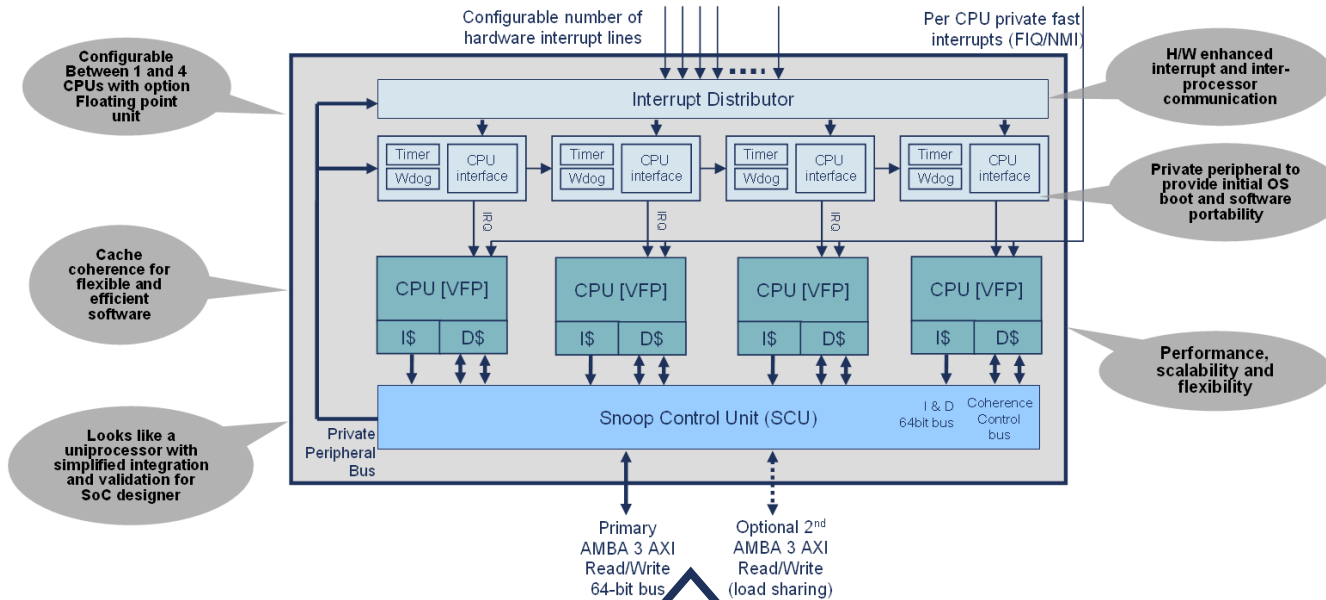 Configurable number of
hardware interrupt lines
Per CPU private fast
interrupts (FIQ/NMI)
Configurable
Between 1 and 4
CPUs with option
Floating point
unit
H/W enhanced
interrupt and inter-
processor
communication
Interrupt Distributor
Timer
Wdog
CPU
interface
Timer
Wdog
CPU
interface
Timer
Wdog
CPU
interface
Timer
Wdog
CPU
interface
Private peripheral to
provide initial OS
boot and software
portability
IRQ
IRQ
IRQ
Cache
coherence for
flexible and
efficient
software
CPU [VFP]
I$
D$
CPU [VFP]
I$
D$
CPU [VFP]
I$
D$
CPU [VFP]
I$
D$
Performance,
scalability and
flexibility
Snoop Control Unit (SCU)
I & D
64bit bus
Coherence
Control
bus
Private
Peripheral
Bus
Looks like a
uniprocessor with
simplified integration
and validation for
SoC designer
Primary
AMBA 3 AXI
Read/Write
64-bit bus
Optional 2nd
AMBA 3 AXI
Read/Write
(load sharing)